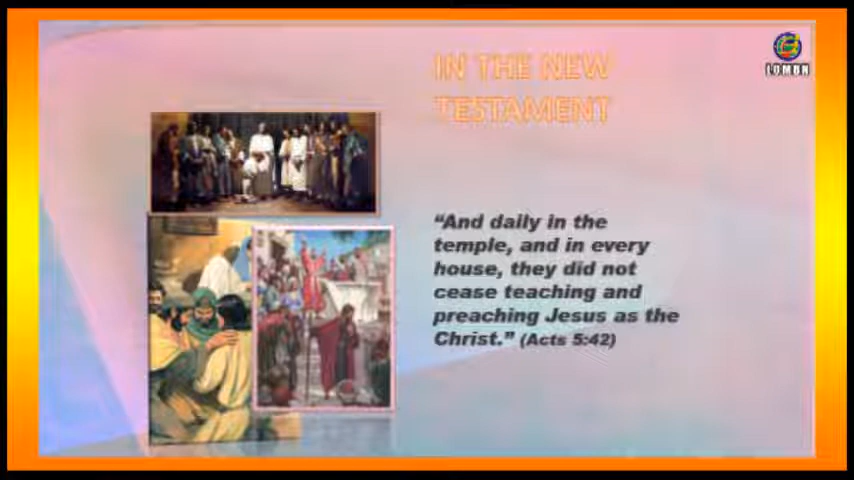 IN THE NEW
TESTAMENT
LOMDN
“And daily in the
temple, and in every
house, they did not
cease teaching and
preaching Jesus as the
Christ.” (Acts 5:42)